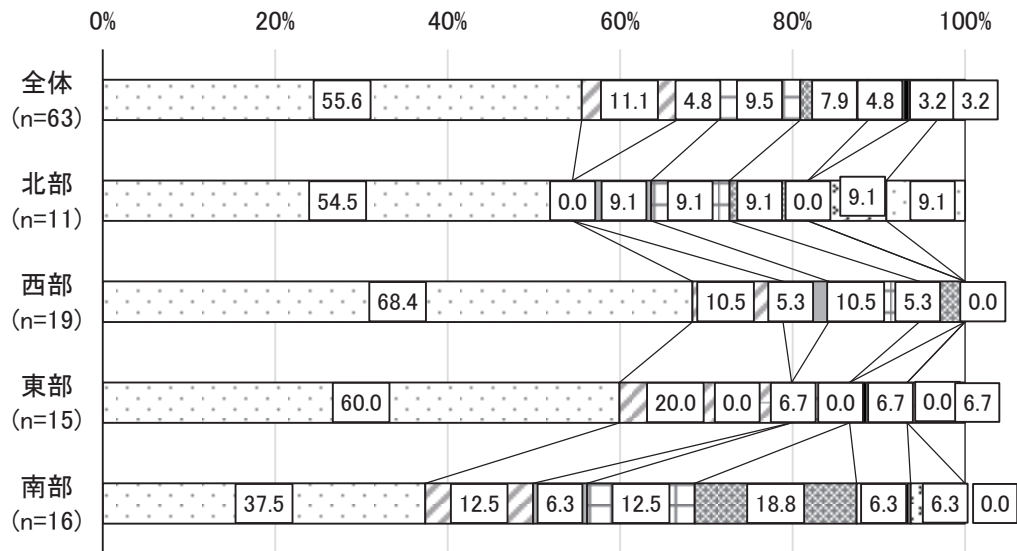 0% 20% 40% 60% 80% 100%
全体
(n=63)
55.6 11.1 4.8 9.5 7.9 4.8 3.2 3.2
北部
(n=11)
54.5 0.0 9.1 9.1 9.1 0.0 9.1 9.1
西部
(n=19)
68.4 10.5 5.3 10.5 5.3 0.0
東部
(n=15)
60.0 20.0 0.0 6.7 0.0 6.7 0.0 6.7
南部
(n=16)
37.5 12.5 6.3 12.5 18.8 6.3 6.3 0.0